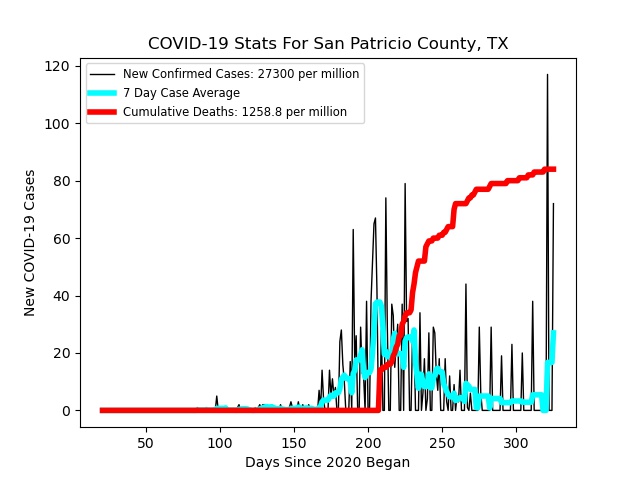 COVID-19 Stats For San Patricio County, TX
New Confirmed Cases: 27300 per million
7 Day Case Average
Cumulative Deaths: 1258.8 per million
New COVID-19 Cases
120
100
80
60
40
20
0
50 100 150 200 250 300
Days Since 2020 Began